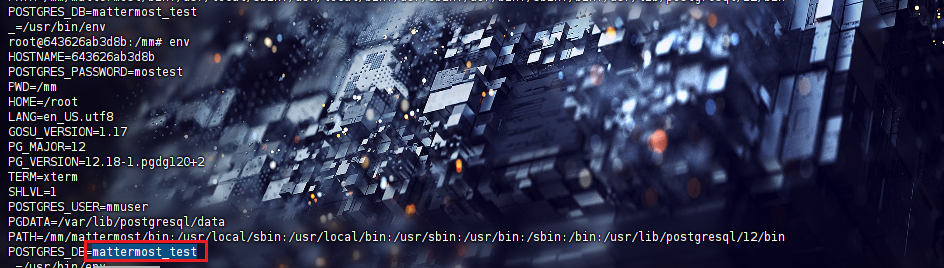 POSTGRES_DB=mattermost_test
_=/usr/bin/env
root@643626ab3d8b:/mm# env
HOSTNAME=643626ab3d8b
POSTGRES_PASSWORD=mostest
PWD=/mm
HOME=/root
LANG=en_US.utf8
GOSU_VERSION=1.17
PG_MAJOR=12
PG_VERSION=12.18-1.pgdg120+2
TERM=xterm
SHLVL=1
POSTGRES_USER=mmuser
PGDATA=/var/lib/postgresql/data
PATH=/mm/mattermost/bin:/usr/local/sbin:/usr/local/bin:/usr/sbin:/usr/bin:/sbin:/bin:/usr/lib/postgresql/12/bin
POSTGRES_DB=mattermost_test
_=/usr/bin/env